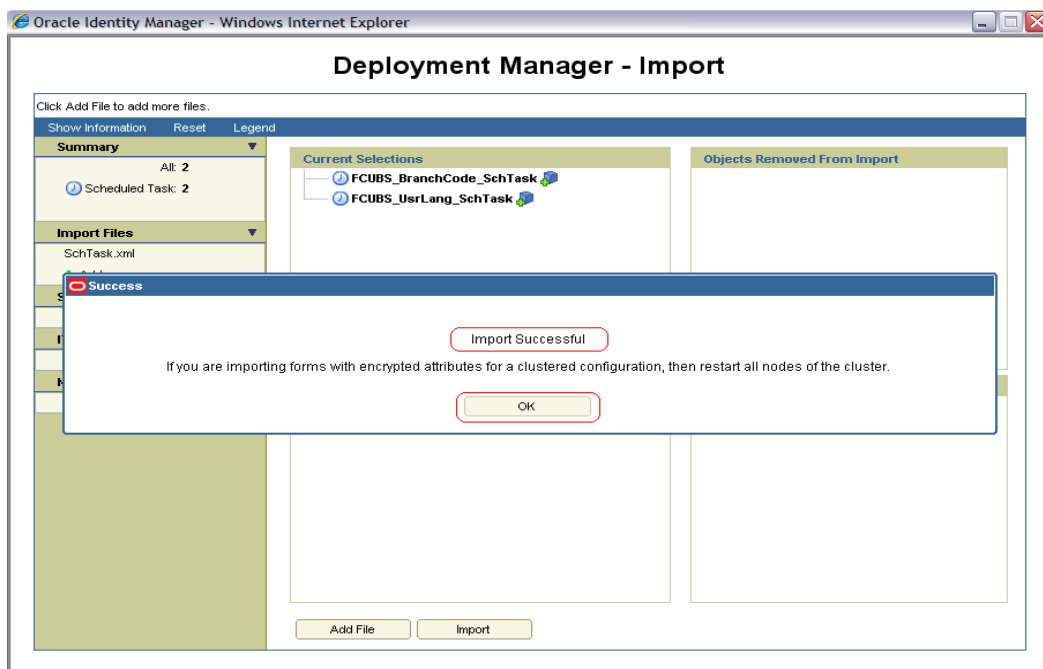 Oracle Identity Manager - Windows Internet Explorer
Deployment Manager - Import
Click Add File to add more files.
Show Information Reset Legend
Summary
All: 2
Scheduled Task: 2
Import Files
SchTask.xml
Current Selections
FCUBS_BranchCode_SchTask
FCUBS_UsrLang_SchTask
Objects Removed From Import
Success
Import Successful
If you are importing forms with encrypted attributes for a clustered configuration, then restart all nodes of the cluster.
OK
Add File Import